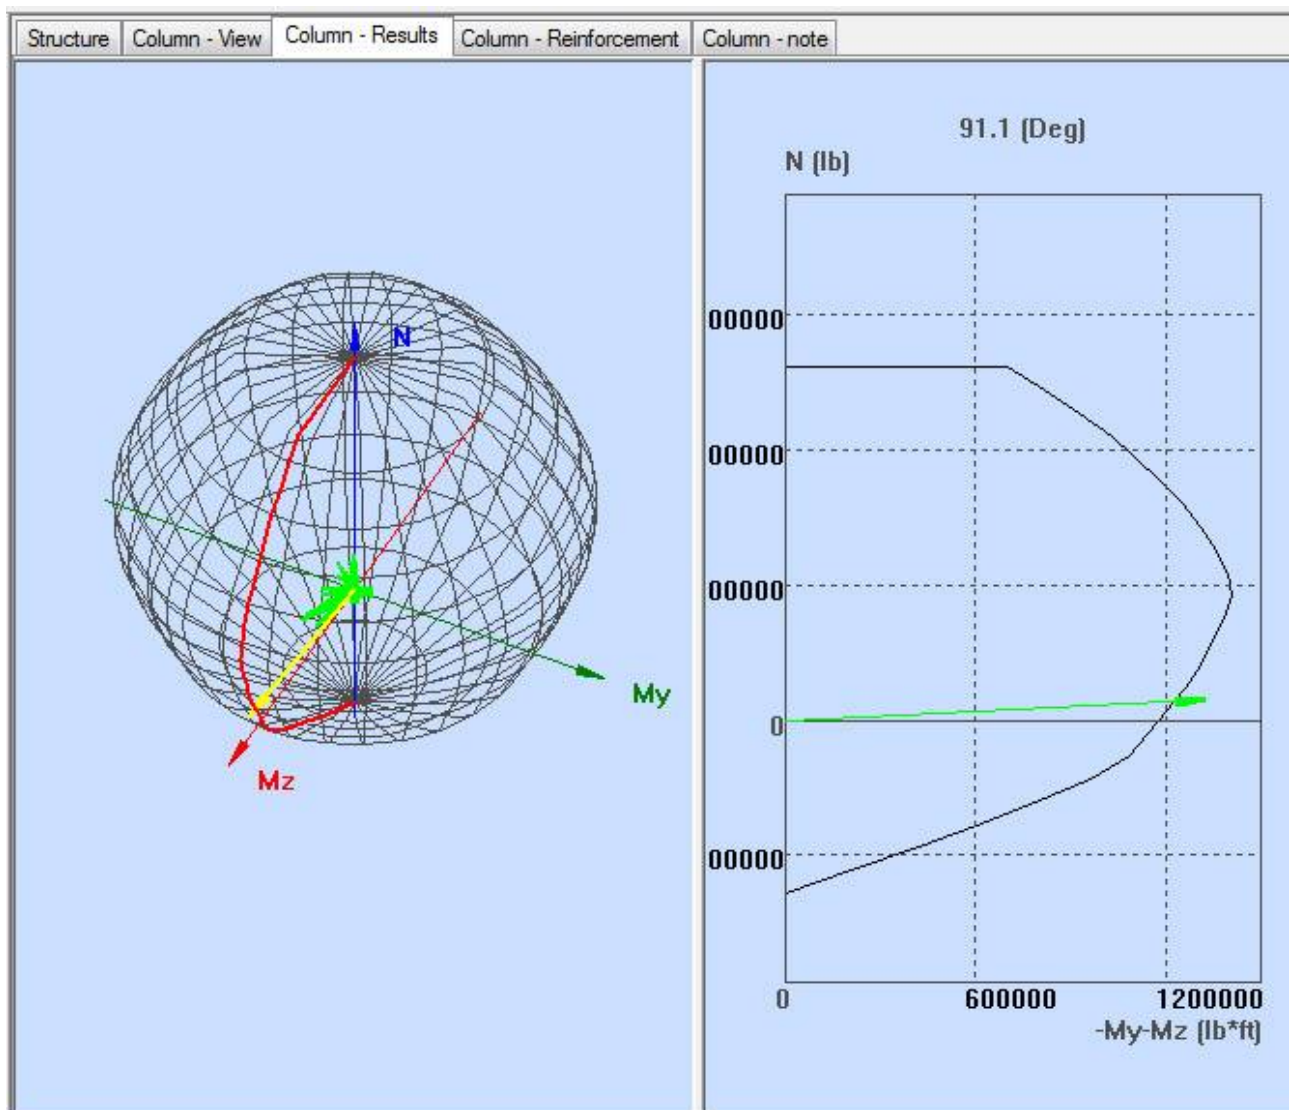 Structure
Column - View
Column - Results
Column - Reinforcement
Column - note
N
My
Mz
91.1 (Deg)
N (lb)
00000
00000
00000
0
00000
0
600000
1200000
-My-Mz (lb*ft)